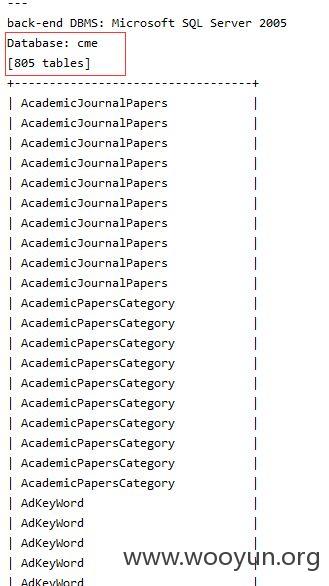 ---
back-end DBMS: Microsoft SQL Server 2005
Database: cme
[805 tables]
+--------------------------------+
| AcademicJournalPapers |
| AcademicJournalPapers |
| AcademicJournalPapers |
| AcademicJournalPapers |
| AcademicJournalPapers |
| AcademicJournalPapers |
| AcademicJournalPapers |
| AcademicJournalPapers |
| AcademicJournalPapers |
| AcademicJournalPapers |
| AcademicPapersCategory |
| AcademicPapersCategory |
| AcademicPapersCategory |
| AcademicPapersCategory |
| AcademicPapersCategory |
| AcademicPapersCategory |
| AcademicPapersCategory |
| AcademicPapersCategory |
| AcademicPapersCategory |
| AcademicPapersCategory |
| AdKeyWord |
| AdKeyWord |
| AdKeyWord |
| AdKeyWord |
| AdKeyWord |
www.wooyun.org